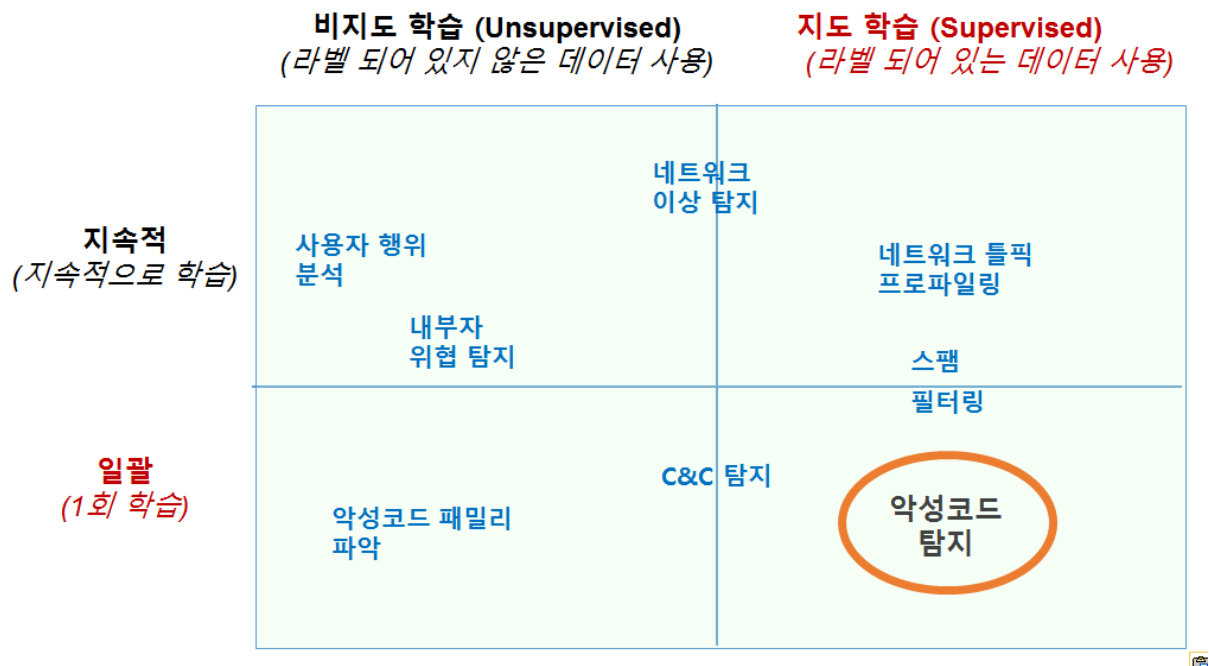 비지도 학습 (Unsupervised)
(라벨 되어 있지 않은 데이터 사용)
지도 학습 (Supervised)
(라벨 되어 있는 데이터 사용)
지속적
(지속적으로 학습)
네트워크
이상 탐지
사용자 행위
분석
네트워크 틀픽
프로파일링
내부자
위협 탐지
스팸
필터링
일괄
(1회 학습)
C&C 탐지
악성코드 패밀리
파악
악성코드
탐지